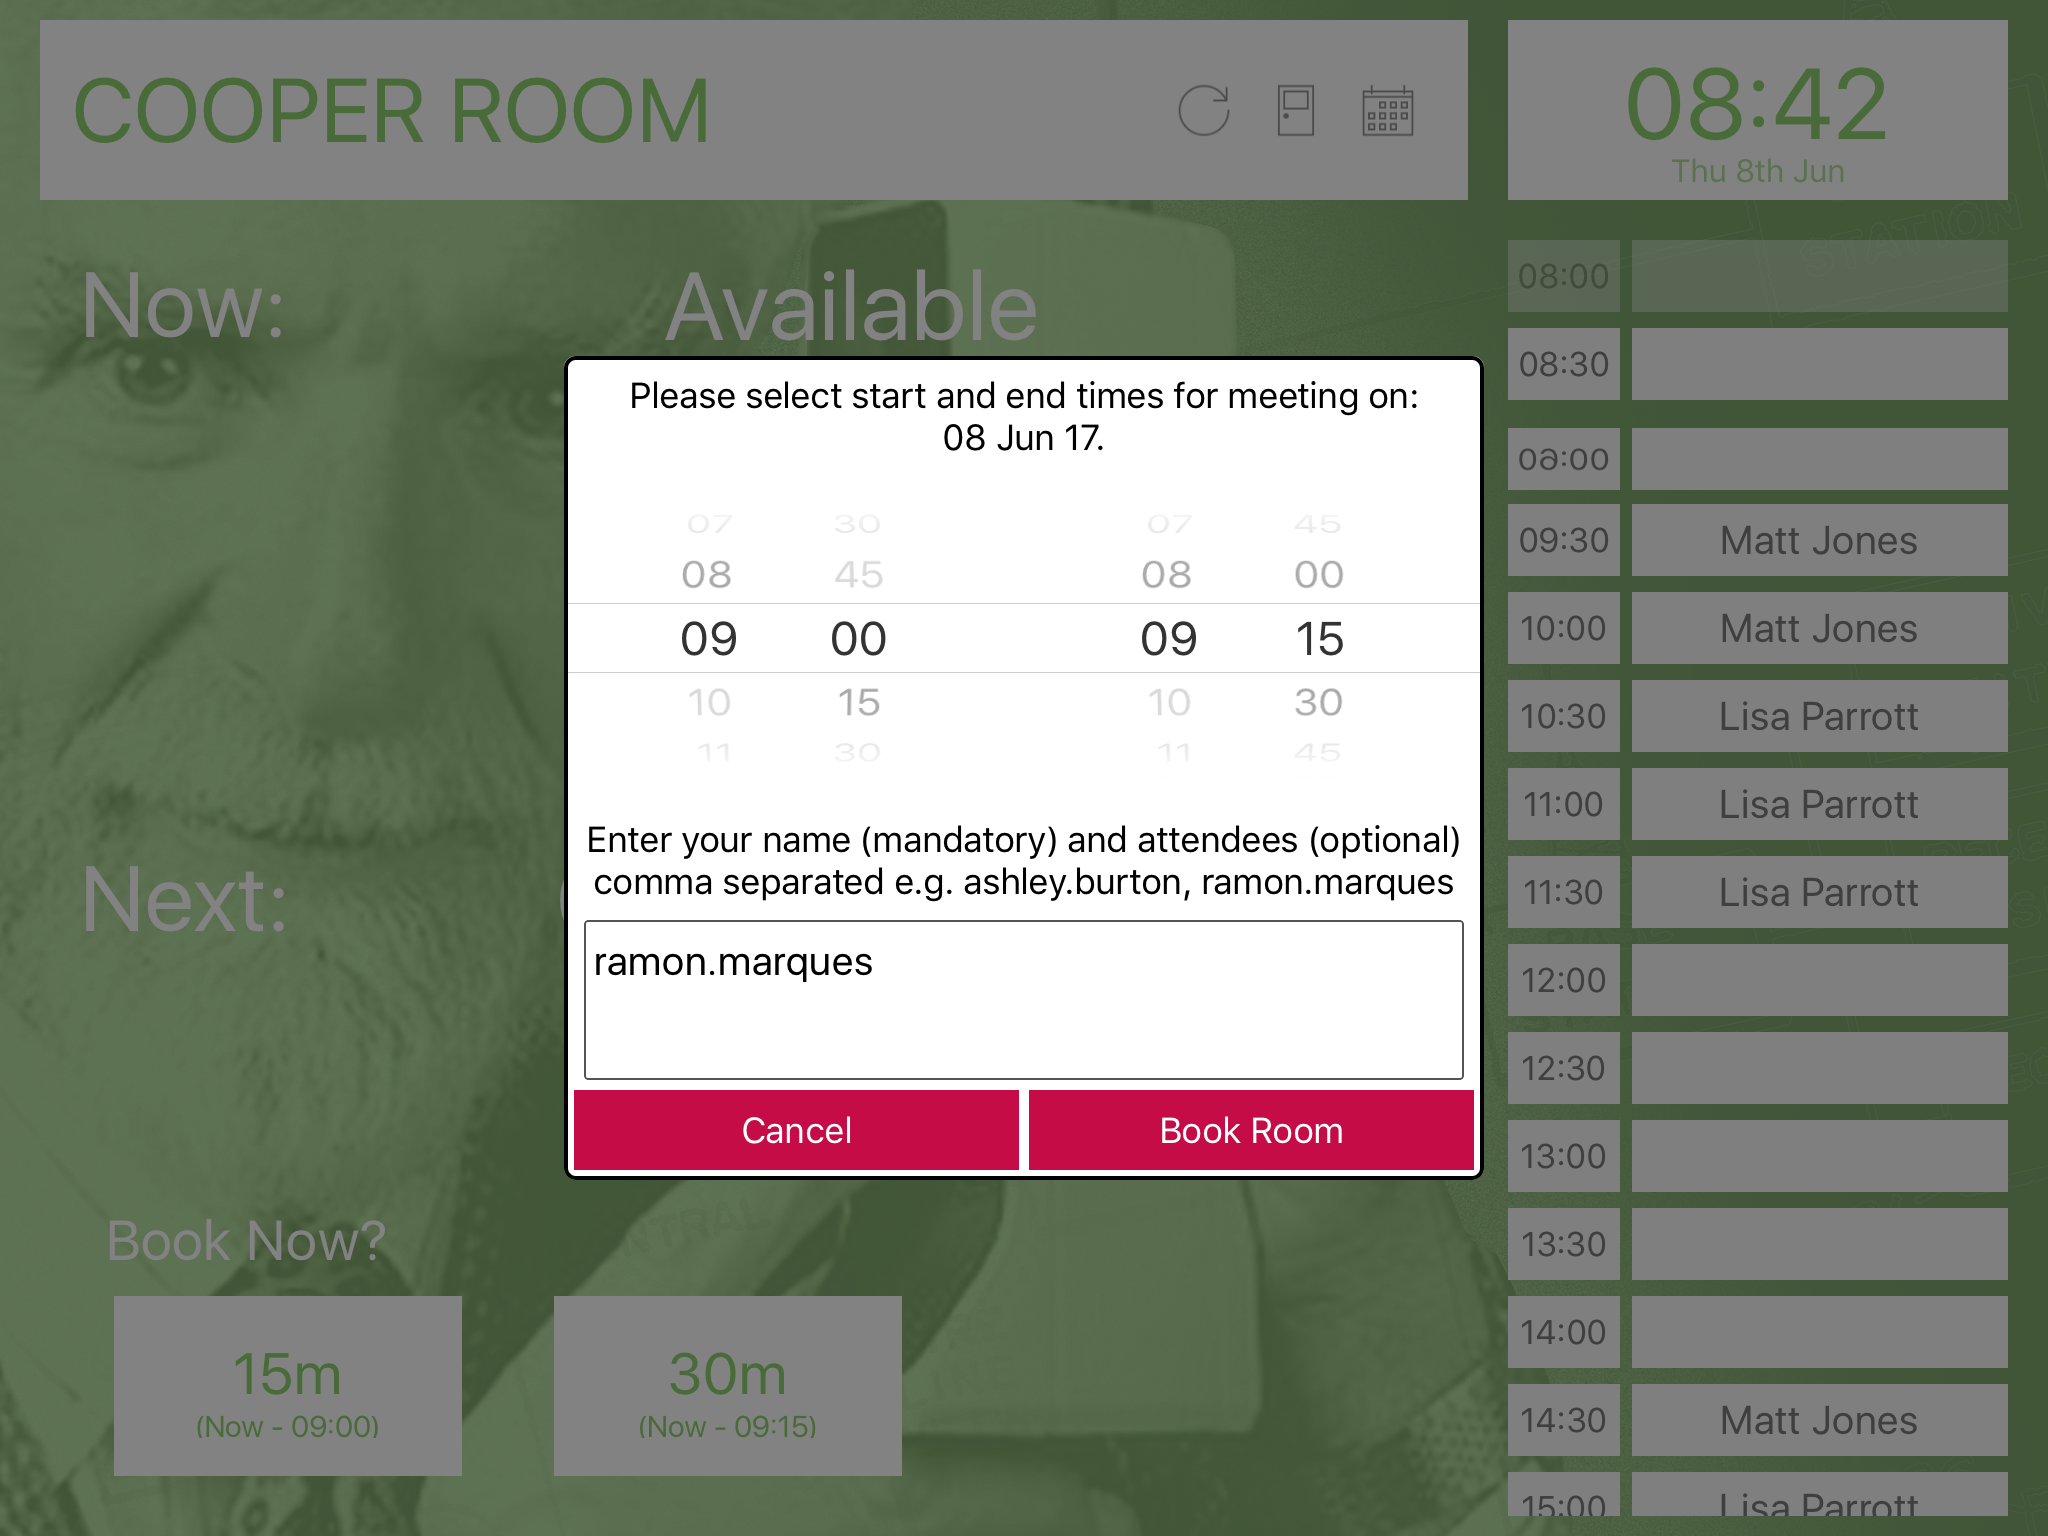 COOPER ROOM
08:42
Thu 8th Jun
Now:
Available
Please select start and end times for meeting on:
08 Jun 17.
07 30 07 45
08 45 08 00
09 00 09 15
10 15 10 30
11 30 11 45
Enter your name (mandatory) and attendees (optional)
comma separated e.g. ashley.burton, ramon.marques
ramon.marques
Cancel
Book Room
Next:
Book Now?
15m
(Now - 09:00)
30m
(Now - 09:15)
08:00
08:30
09:30 Matt Jones
10:00 Matt Jones
10:30 Lisa Parrott
11:00 Lisa Parrott
11:30 Lisa Parrott
12:00
12:30
13:00
13:30
14:00
14:30 Matt Jones
15:00 Lisa Parrott
STATION